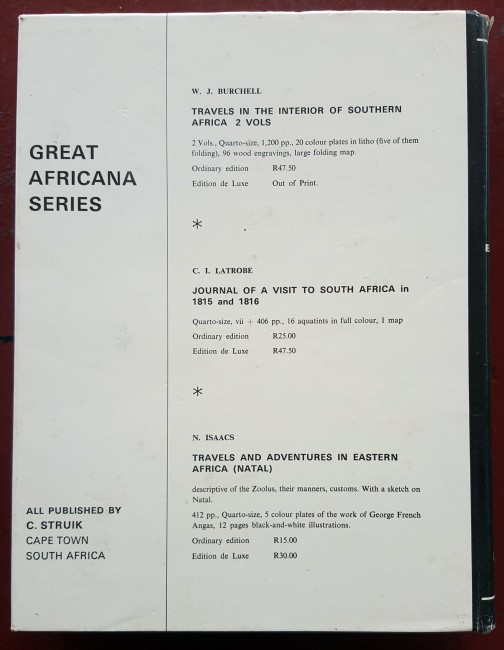 GREAT
AFRICANA
SERIES
W. J. BURCHELL
TRAVELS IN THE INTERIOR OF SOUTHERN
AFRICA 2 VOLS
2 Vols., Quarto-size, 1,200 pp., 20 colour plates in litho (five of them
folding), 96 wood engravings, large folding map.
Ordinary edition R47.50
Edition de Luxe Out of Print.
*
C. I. LATROBE
JOURNAL OF A VISIT TO SOUTH AFRICA in
1815 and 1816
Quarto-size, vii + 406 pp., 16 aquatints in full colour, 1 map
Ordinary edition R25.00
Edition de Luxe R47.50
*
N. ISAACS
TRAVELS AND ADVENTURES IN EASTERN
AFRICA (NATAL)
descriptive of the Zoolus, their manners, customs. With a sketch on
Natal.
412 pp., Quarto-size, 5 colour plates of the work of George French
Angas, 12 pages black-and-white illustrations.
Ordinary edition R15.00
Edition de Luxe R30.00
ALL PUBLISHED BY
C. STRUIK
CAPE TOWN
SOUTH AFRICA